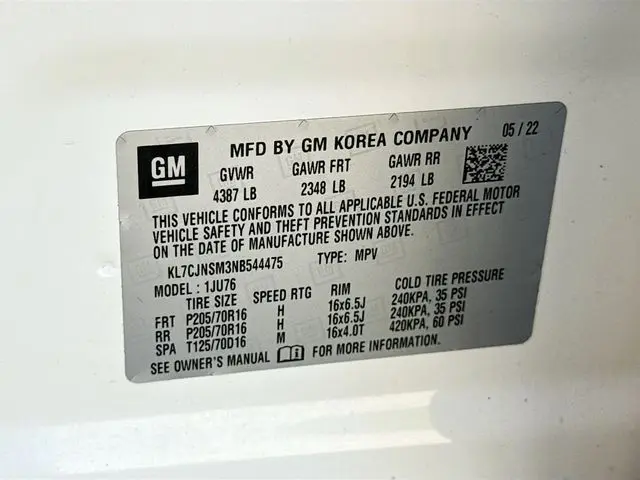 GM
MFD BY GM KOREA COMPANY 05 / 22
GVWR GAWR FRT GAWR RR
4387 LB 2348 LB 2194 LB
THIS VEHICLE CONFORMS TO ALL APPLICABLE U.S. FEDERAL MOTOR
VEHICLE SAFETY AND THEFT PREVENTION STANDARDS IN EFFECT
ON THE DATE OF MANUFACTURE SHOWN ABOVE.
KL7CJNSM3NB544475 TYPE: MPV
MODEL : 1JU76
TIRE SIZE SPEED RTG RIM COLD TIRE PRESSURE
FRT P205/70R16 H 16x6.5J 240KPA, 35 PSI
RR P205/70R16 H 16x6.5J 240KPA, 35 PSI
SPA T125/70D16 M 16x4.0T 420KPA, 60 PSI
SEE OWNER'S MANUAL FOR MORE INFORMATION.